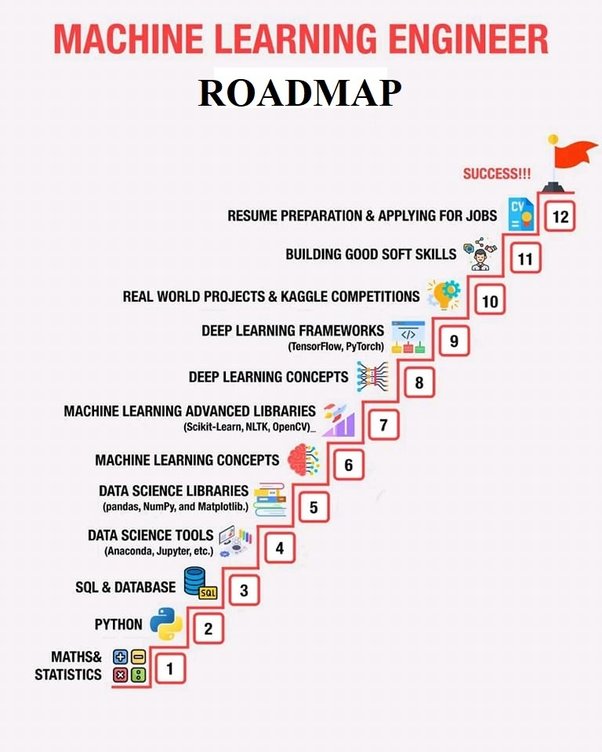 MACHINE LEARNING ENGINEER
ROADMAP
SUCCESS!!!
RESUME PREPARATION & APPLYING FOR JOBS CV 12
BUILDING GOOD SOFT SKILLS 11
REAL WORLD PROJECTS & KAGGLE COMPETITIONS 10
DEEP LEARNING FRAMEWORKS </> 9
(TensorFlow, PyTorch)
DEEP LEARNING CONCEPTS 8
MACHINE LEARNING ADVANCED LIBRARIES 7
(Scikit-Learn, NLTK, OpenCV)_
MACHINE LEARNING CONCEPTS 6
DATA SCIENCE LIBRARIES 5
(pandas, NumPy, and Matplotlib.)
DATA SCIENCE TOOLS 4
(Anaconda, Jupyter, etc.)
SQL & DATABASE SQL 3
PYTHON 2
MATHS& 1
STATISTICS